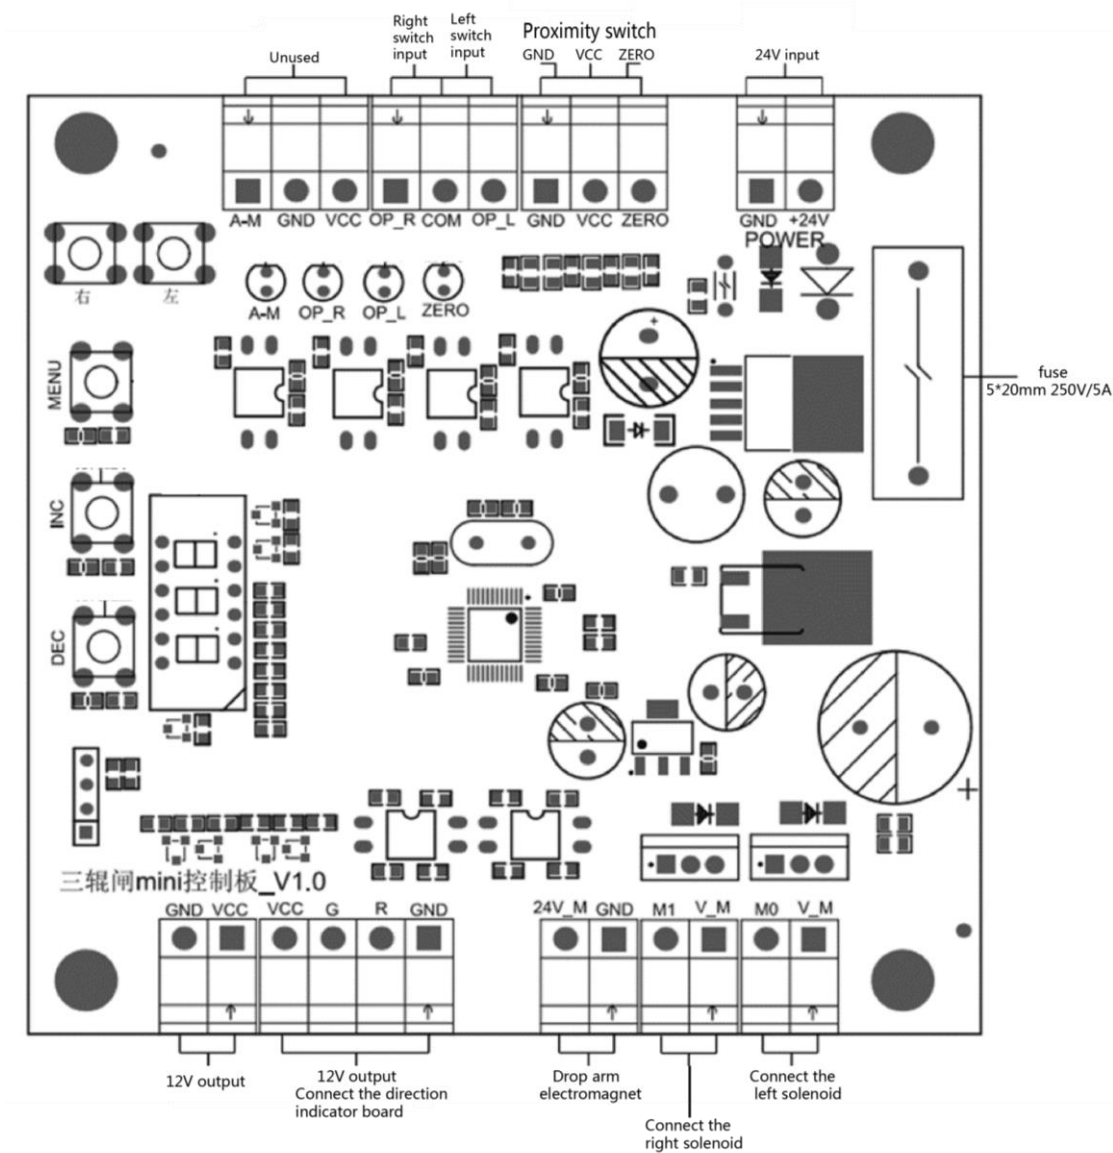 Unused
Right
switch
input
Left
switch
input
Proximity switch
GND VCC ZERO
24V input
A-M GND VCC OP_R COM OP_L GND VCC ZERO GND +24V
POWER
右 左
A-M OP_R OP_L ZERO
MENU
fuse
5*20mm 250V/5A
INC
DEC
三辊闸mini控制板_V1.0
GND VCC VCC G R GND 24V_M GND M1 V_M M0 V_M
12V output
12V output
Connect the direction
indicator board
Drop arm
electromagnet
Connect the
right solenoid
Connect the
left solenoid